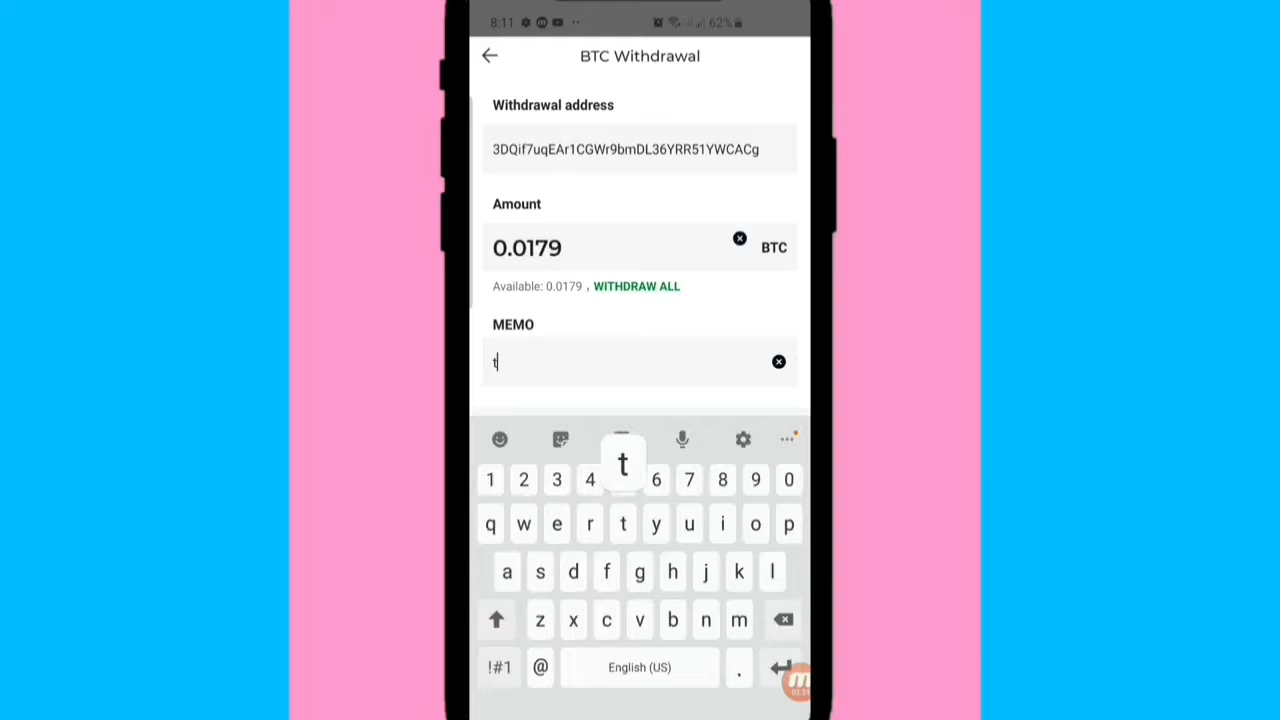 8:11 62%
BTC Withdrawal
Withdrawal address
3DQif7uqEAr1CGWr9bmDL36YRR51YWCACg
Amount
0.0179 BTC
Available: 0.0179 , WITHDRAW ALL
MEMO
t
t
1 2 3 4 6 7 8 9 0
q w e r t y u i o p
a s d f g h j k l
z x c v b n m
!#1 @ English (US) .